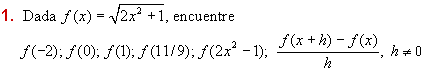 1. Dada f(x) = √(2x² + 1), encuentre
f(−2); f(0); f(1); f(11/9); f(2x² − 1); (f(x + h) − f(x))/h, h ≠ 0